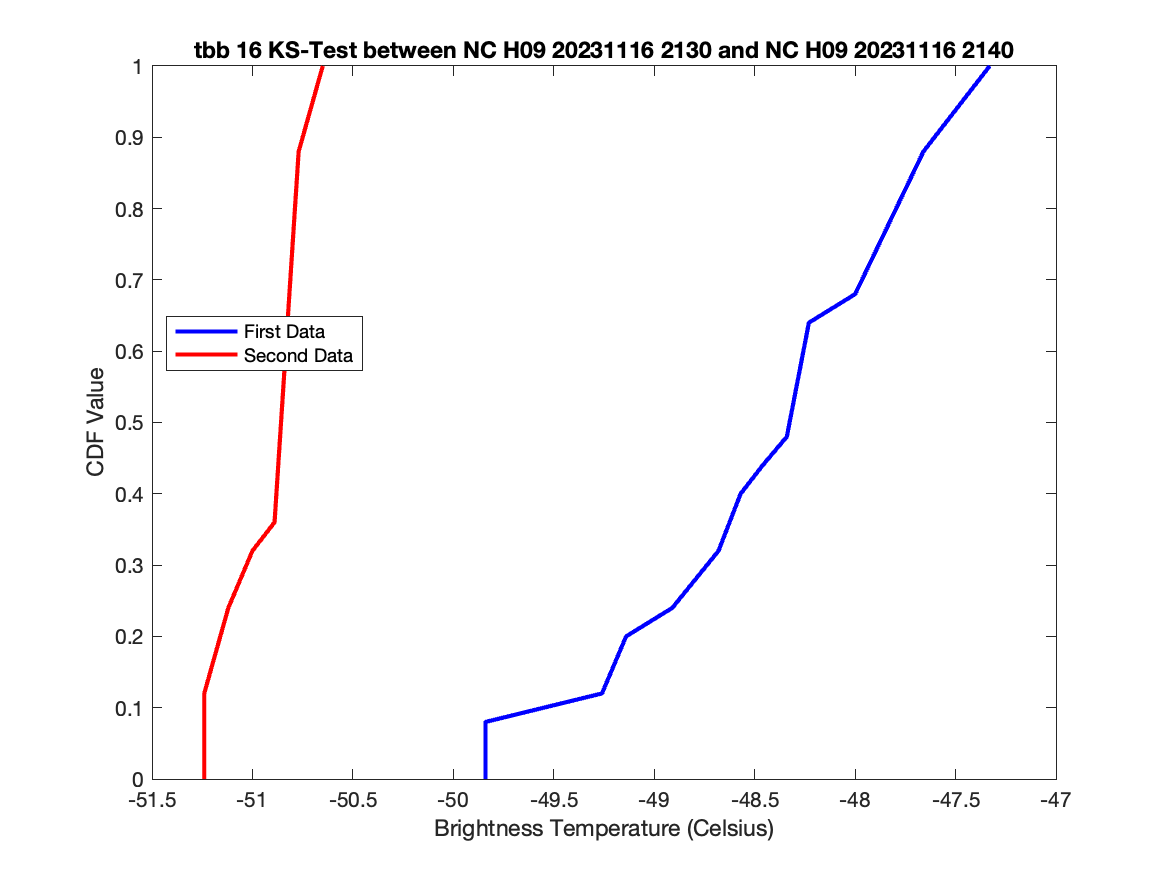 tbb 16 KS-Test between NC H09 20231116 2130 and NC H09 20231116 2140
1
0.9
0.8
0.7
0.6
0.5
0.4
0.3
0.2
0.1
0
CDF Value
First Data
Second Data
-51.5 -51 -50.5 -50 -49.5 -49 -48.5 -48 -47.5 -47
Brightness Temperature (Celsius)